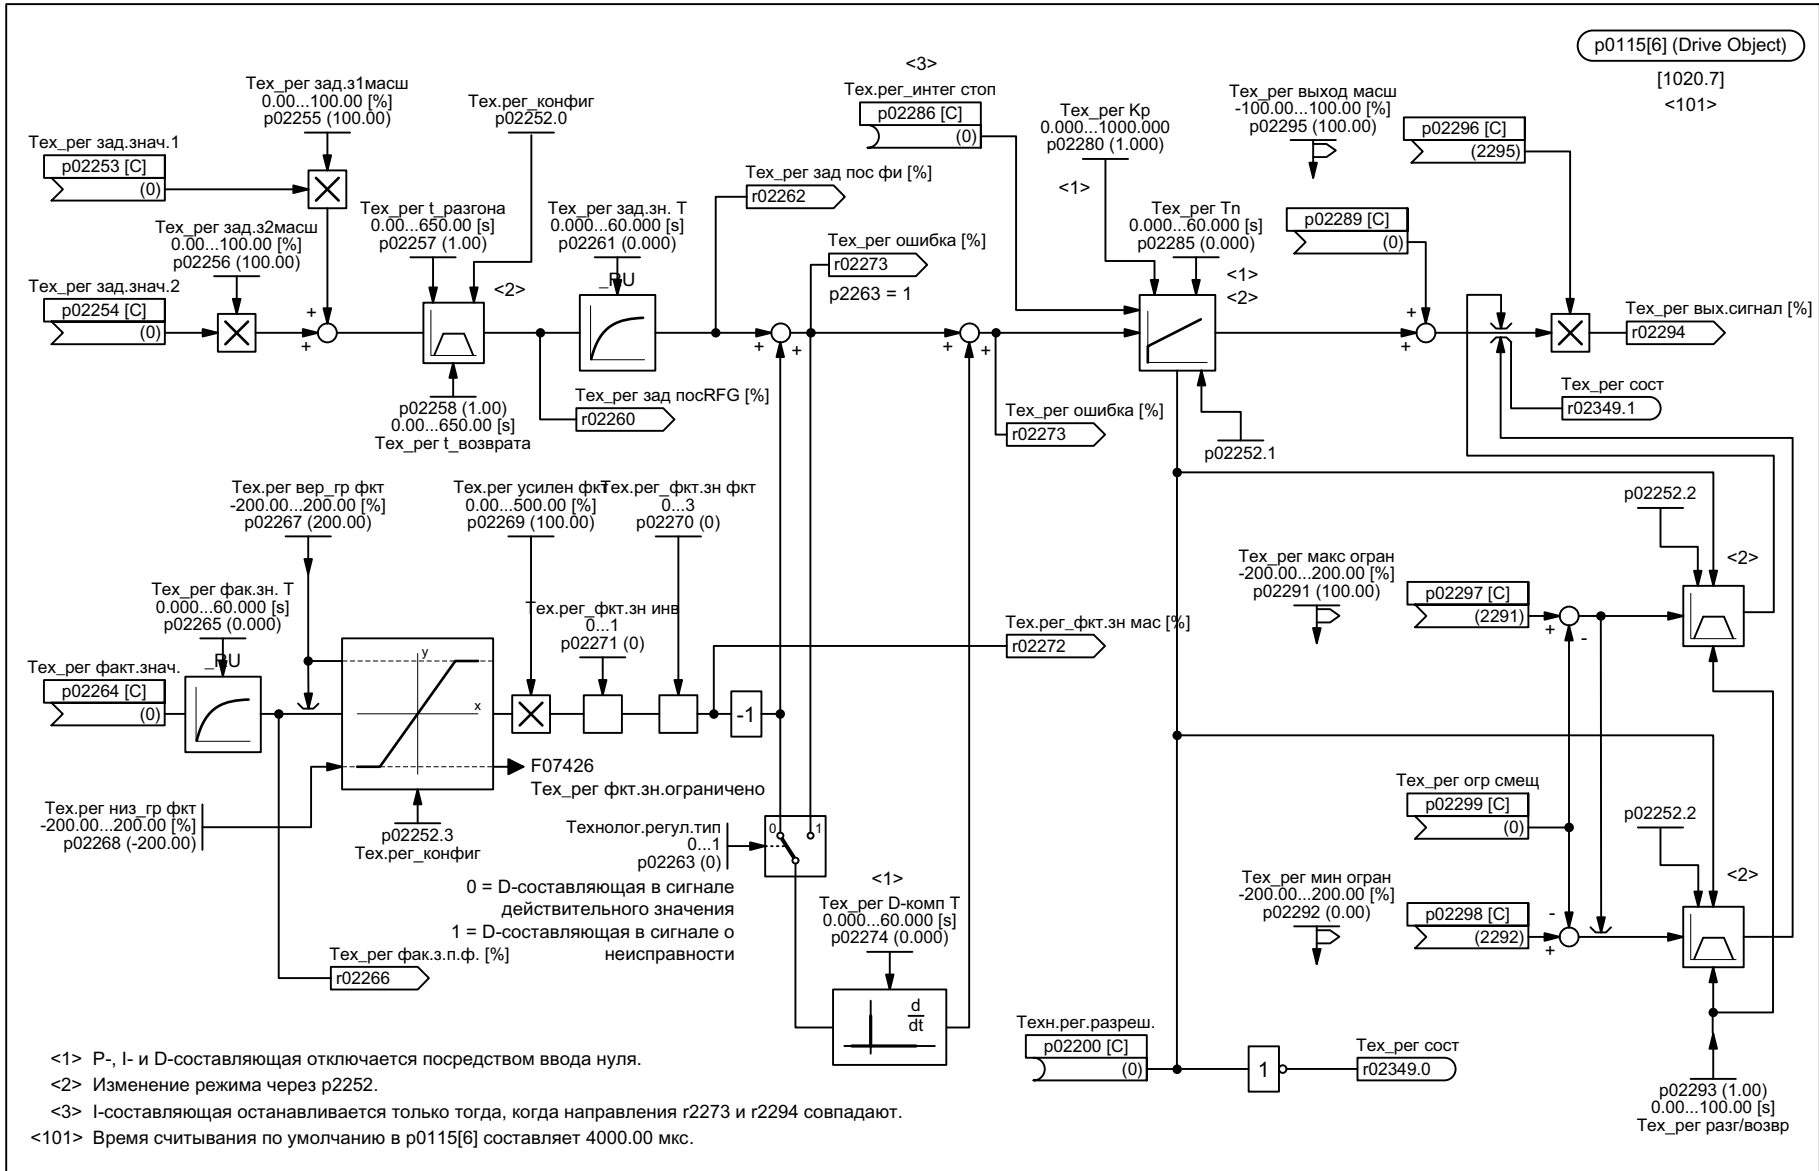 p0115[6] (Drive Object)
[1020.7]
<101>
Тех_рег зад.з1масш
0.00...100.00 [%]
p02255 (100.00)
Тех.рег_конфиг
p02252.0
<3>
Тех.рег_интег стоп
p02286 [C]
(0)
Тех_рег Kp
0.000...1000.000
p02280 (1.000)
<1>
Тех_рег выход масш
-100.00...100.00 [%]
p02295 (100.00)
p02296 [C]
(2295)
Тех_рег зад.знач.1
p02253 [C]
(0)
Тех_рег зад.з2масш
0.00...100.00 [%]
p02256 (100.00)
Тех_рег t_разгона
0.00...650.00 [s]
p02257 (1.00)
Тех_рег зад.зн. T
0.000...60.000 [s]
p02261 (0.000)
_PU
Тех_рег зад пос фи [%]
r02262
Тех_рег ошибка [%]
r02273
p2263 = 1
Тех_рег Tn
0.000...60.000 [s]
p02285 (0.000)
<1>
<2>
p02289 [C]
(0)
Тех_рег зад.знач.2
p02254 [C]
(0)
+
+
<2>
+
+
+
+
+
+
Тех_рег вых.сигнал [%]
r02294
p02258 (1.00)
0.00...650.00 [s]
Тех_рег t_возврата
Тех_рег зад посRFG [%]
r02260
Тех_рег ошибка [%]
r02273
p02252.1
Тех_рег сост
r02349.1
Тех.рег вер_гр фкт
-200.00...200.00 [%]
p02267 (200.00)
Тех.рег усилен фкт
0.00...500.00 [%]
p02269 (100.00)
Тех.рег_фкт.зн фкт
0...3
p02270 (0)
Тех_рег фак.зн. T
0.000...60.000 [s]
p02265 (0.000)
_PU
Тех.рег_фкт.зн инв
0...1
p02271 (0)
Тех_рег факт.знач.
p02264 [C]
(0)
y
x
-1
Тех.рег_фкт.зн мас [%]
r02272
Тех_рег макс огран
-200.00...200.00 [%]
p02291 (100.00)
p02297 [C]
(2291)
+
-
p02252.2
<2>
F07426
Тех_рег фкт.зн.ограничено
Тех.рег низ_гр фкт
-200.00...200.00 [%]
p02268 (-200.00)
p02252.3
Тех.рег_конфиг
Технолог.регул.тип
0...1
p02263 (0)
0
1
0 = D-составляющая в сигнале
действительного значения
1 = D-составляющая в сигнале о
неисправности
Тех_рег фак.з.п.ф. [%]
r02266
<1>
Тех_рег D-комп T
0.000...60.000 [s]
p02274 (0.000)
d
dt
Тех_рег огр смещ
p02299 [C]
(0)
p02252.2
<2>
Тех_рег мин огран
-200.00...200.00 [%]
p02292 (0.00)
p02298 [C]
(2292)
-
+
Техн.рег.разреш.
p02200 [C]
(0)
1
Тех_рег сост
r02349.0
p02293 (1.00)
0.00...100.00 [s]
Тех_рег разг/возвр
<1> P-, I- и D-составляющая отключается посредством ввода нуля.
<2> Изменение режима через p2252.
<3> I-составляющая останавливается только тогда, когда направления r2273 и r2294 совпадают.
<101> Время считывания по умолчанию в p0115[6] составляет 4000.00 мкс.